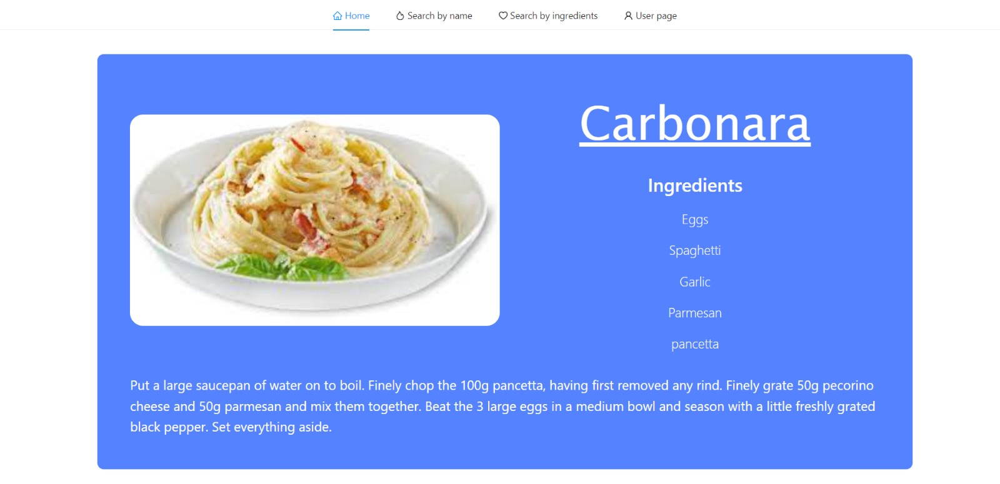 Home Search by name Search by ingredients User page
Carbonara
Ingredients
Eggs
Spaghetti
Garlic
Parmesan
pancetta
Put a large saucepan of water on to boil. Finely chop the 100g pancetta, having first removed any rind. Finely grate 50g pecorino
cheese and 50g parmesan and mix them together. Beat the 3 large eggs in a medium bowl and season with a little freshly grated
black pepper. Set everything aside.